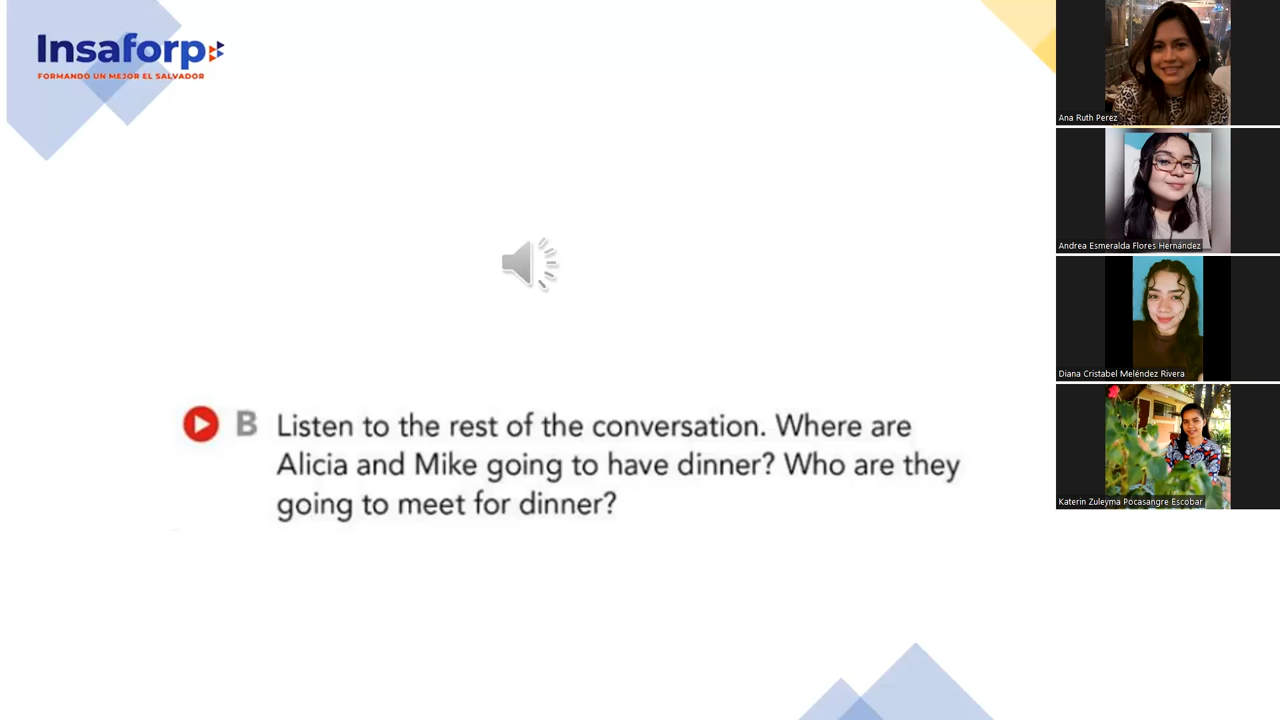 Insaforp
FORMANDO UN MEJOR EL SALVADOR
B Listen to the rest of the conversation. Where are
Alicia and Mike going to have dinner? Who are they
going to meet for dinner?
Ana Ruth Perez
Andrea Esmeralda Flores Hernández
Diana Cristabel Meléndez Rivera
Katerin Zuleyma Pocasangre Escobar